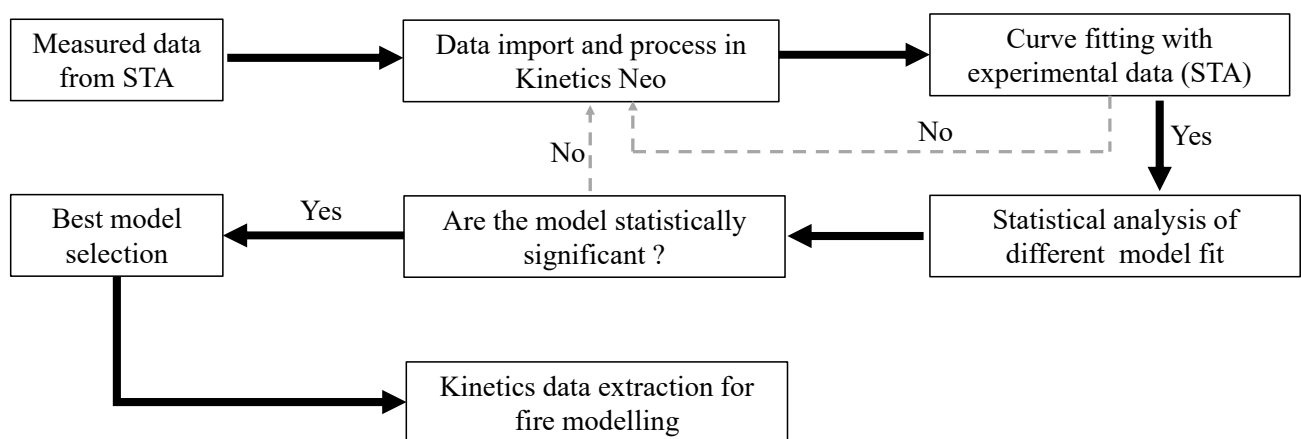 Measured data
from STA
Data import and process in
Kinetics Neo
Curve fitting with
experimental data (STA)
No
No
Yes
Best model
selection
Yes
Are the model statistically
significant ?
Statistical analysis of
different model fit
Kinetics data extraction for
fire modelling